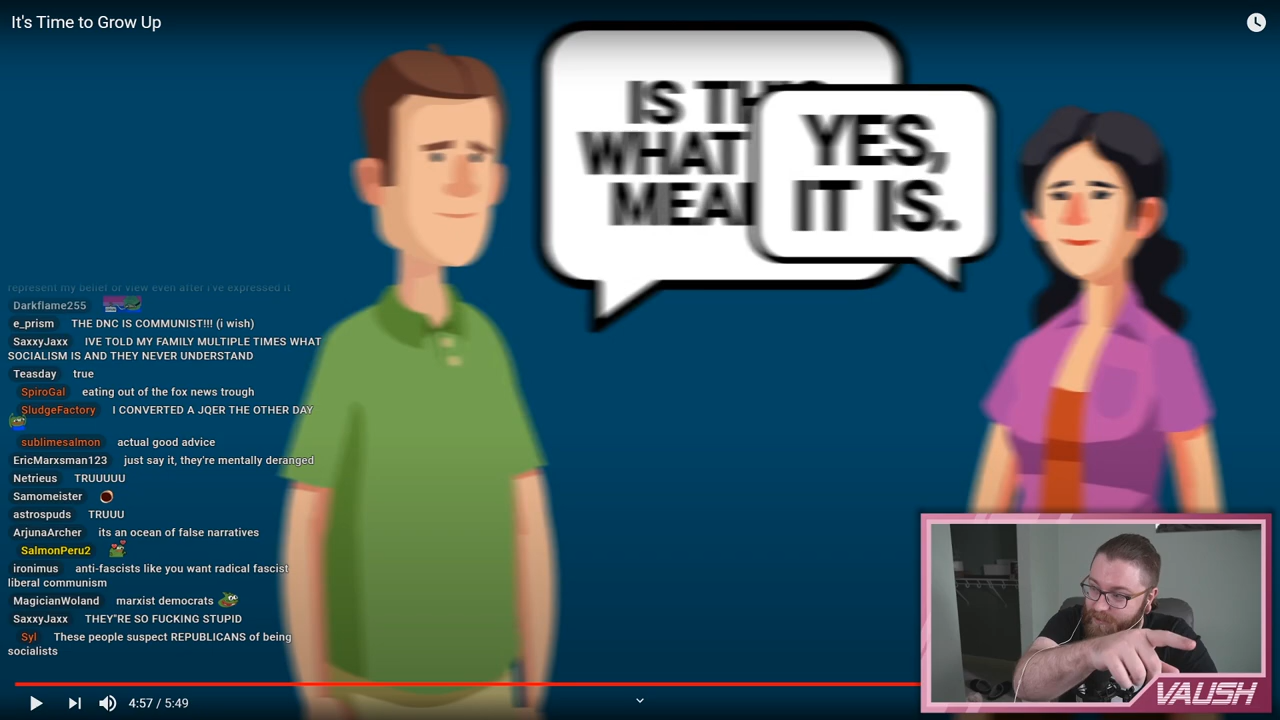 It's Time to Grow Up
IS
WHAT
YES,
IT IS.
represent my belief or view even after i've expressed it
Darkflame255
e_prism THE DNC IS COMMUNIST!!! (i wish)
SaxxyJaxx IVE TOLD MY FAMILY MULTIPLE TIMES WHAT
SOCIALISM IS AND THEY NEVER UNDERSTAND
Teasday true
SpiroGal eating out of the fox news trough
SludgeFactory I CONVERTED A JQER THE OTHER DAY
sublimesalmon actual good advice
EricMarxsman123 just say it, they're mentally deranged
Netrieus TRUUUUU
Samomeister
astrospuds TRUUU
ArjunaArcher its an ocean of false narratives
SalmonPeru2
ironimus anti-fascists like you want radical fascist
liberal communism
MagicianWoland marxist democrats
SaxxyJaxx THEY"RE SO FUCKING STUPID
Syl These people suspect REPUBLICANS of being
socialists
4:57 / 5:49
VAUSH